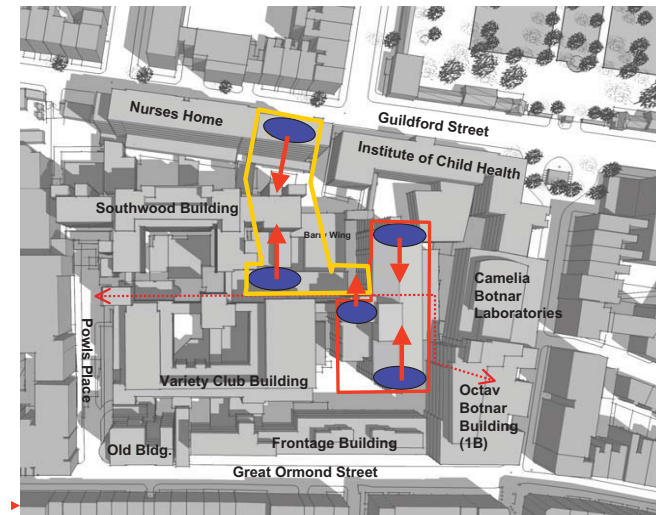 Nurses Home
Guildford Street
Institute of Child Health
Southwood Building
Barry Wing
Camelia
Botnar
Laboratories
Powls Place
Variety Club Building
Octav
Botnar
Building
(1B)
Old Bldg.
Frontage Building
Great Ormond Street